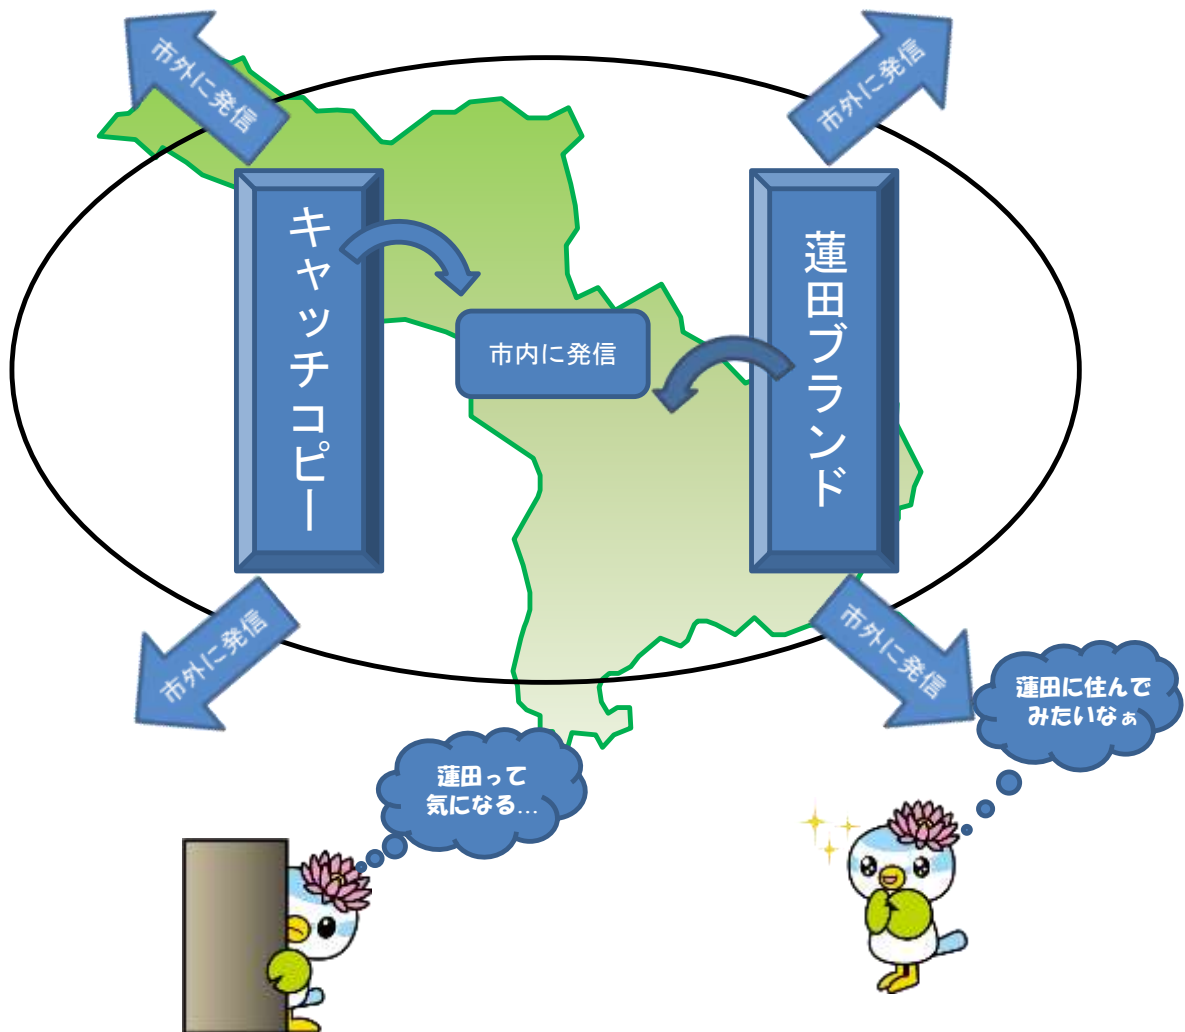 市外に発信
市外に発信
キャッチコピー
蓮田ブランド
市内に発信
市外に発信
市外に発信
蓮田に住んで
みたいなぁ
蓮田って
気になる…